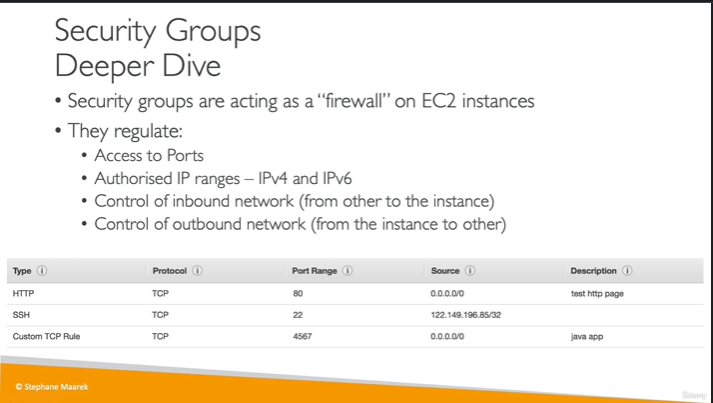 Security Groups
Deeper Dive
• Security groups are acting as a “firewall” on EC2 instances
• They regulate:
• Access to Ports
• Authorised IP ranges – IPv4 and IPv6
• Control of inbound network (from other to the instance)
• Control of outbound network (from the instance to other)
Type Protocol Port Range Source Description
HTTP TCP 80 0.0.0.0/0 test http page
SSH TCP 22 122.149.196.85/32
Custom TCP Rule TCP 4567 0.0.0.0/0 java app
© Stephane Maarek
Udemy